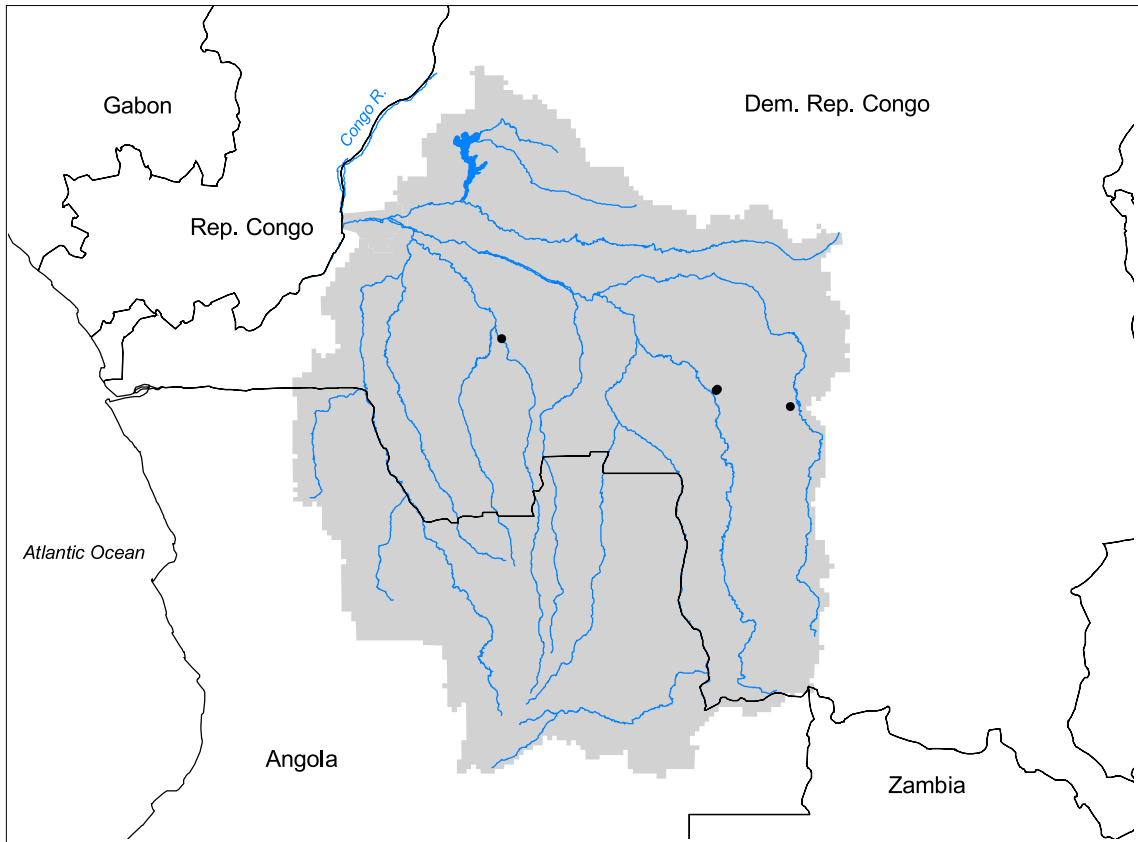 Gabon
Congo R.
Dem. Rep. Congo
Rep. Congo
Atlantic Ocean
Angola
Zambia